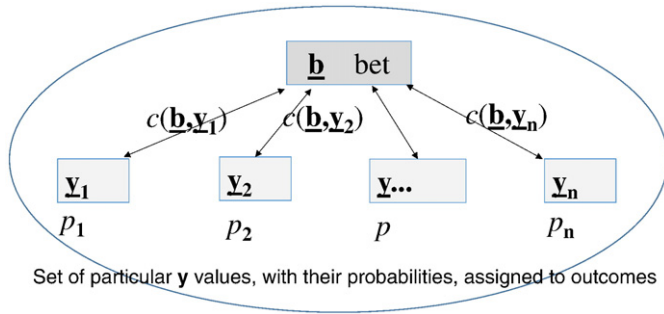 b bet
c(b,y1) c(b,y2) c(b,yn)
y1 y2 y... yn
p1 p2 p pn
Set of particular y values, with their probabilities, assigned to outcomes